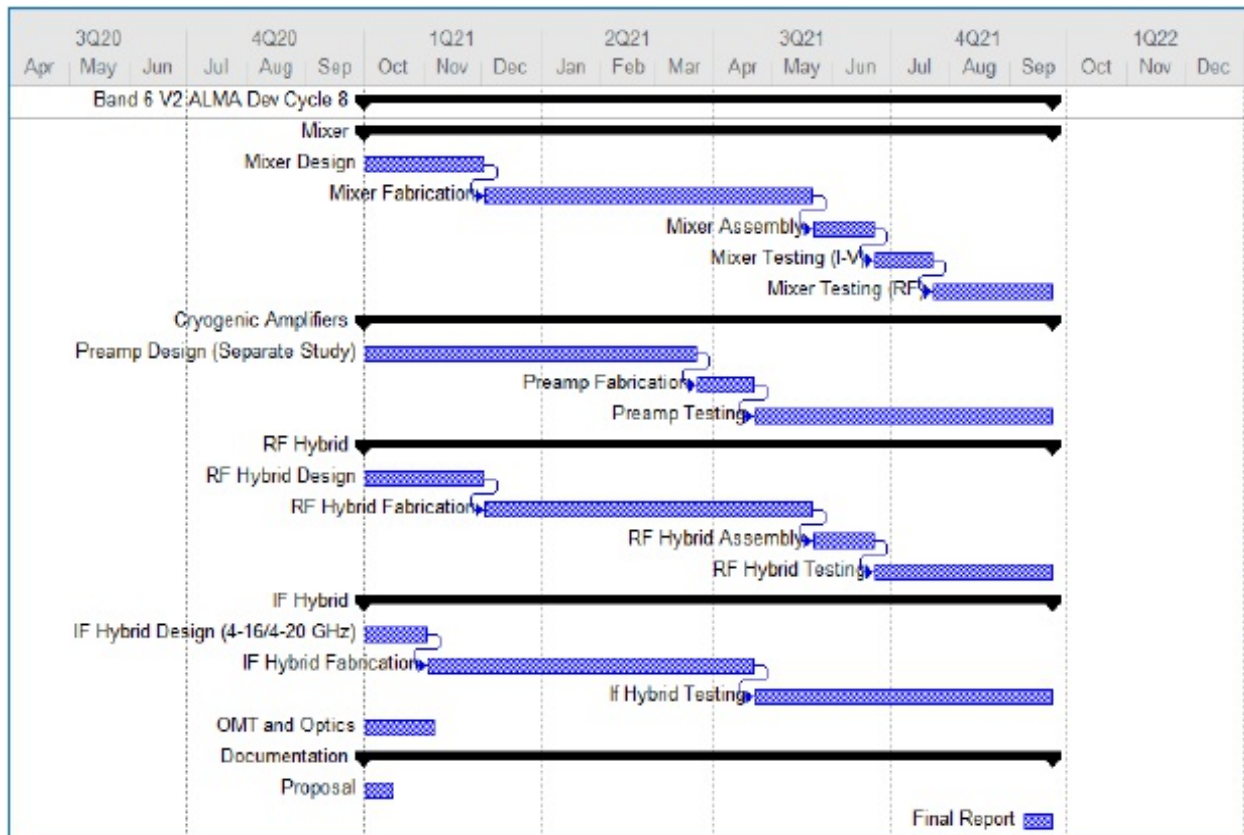 3Q20 4Q20 1Q21 2Q21 3Q21 4Q21 1Q22
Apr May Jun Jul Aug Sep Oct Nov Dec Jan Feb Mar Apr May Jun Jul Aug Sep Oct Nov Dec
Band 6 V2 ALMA Dev Cycle 8
Mixer
Mixer Design
Mixer Fabrication
Mixer Assembly
Mixer Testing (I-V)
Mixer Testing (RF)
Cryogenic Amplifiers
Preamp Design (Separate Study)
Preamp Fabrication
Preamp Testing
RF Hybrid
RF Hybrid Design
RF Hybrid Fabrication
RF Hybrid Assembly
RF Hybrid Testing
IF Hybrid
IF Hybrid Design (4-16/4-20 GHz)
IF Hybrid Fabrication
If Hybrid Testing
OMT and Optics
Documentation
Proposal
Final Report